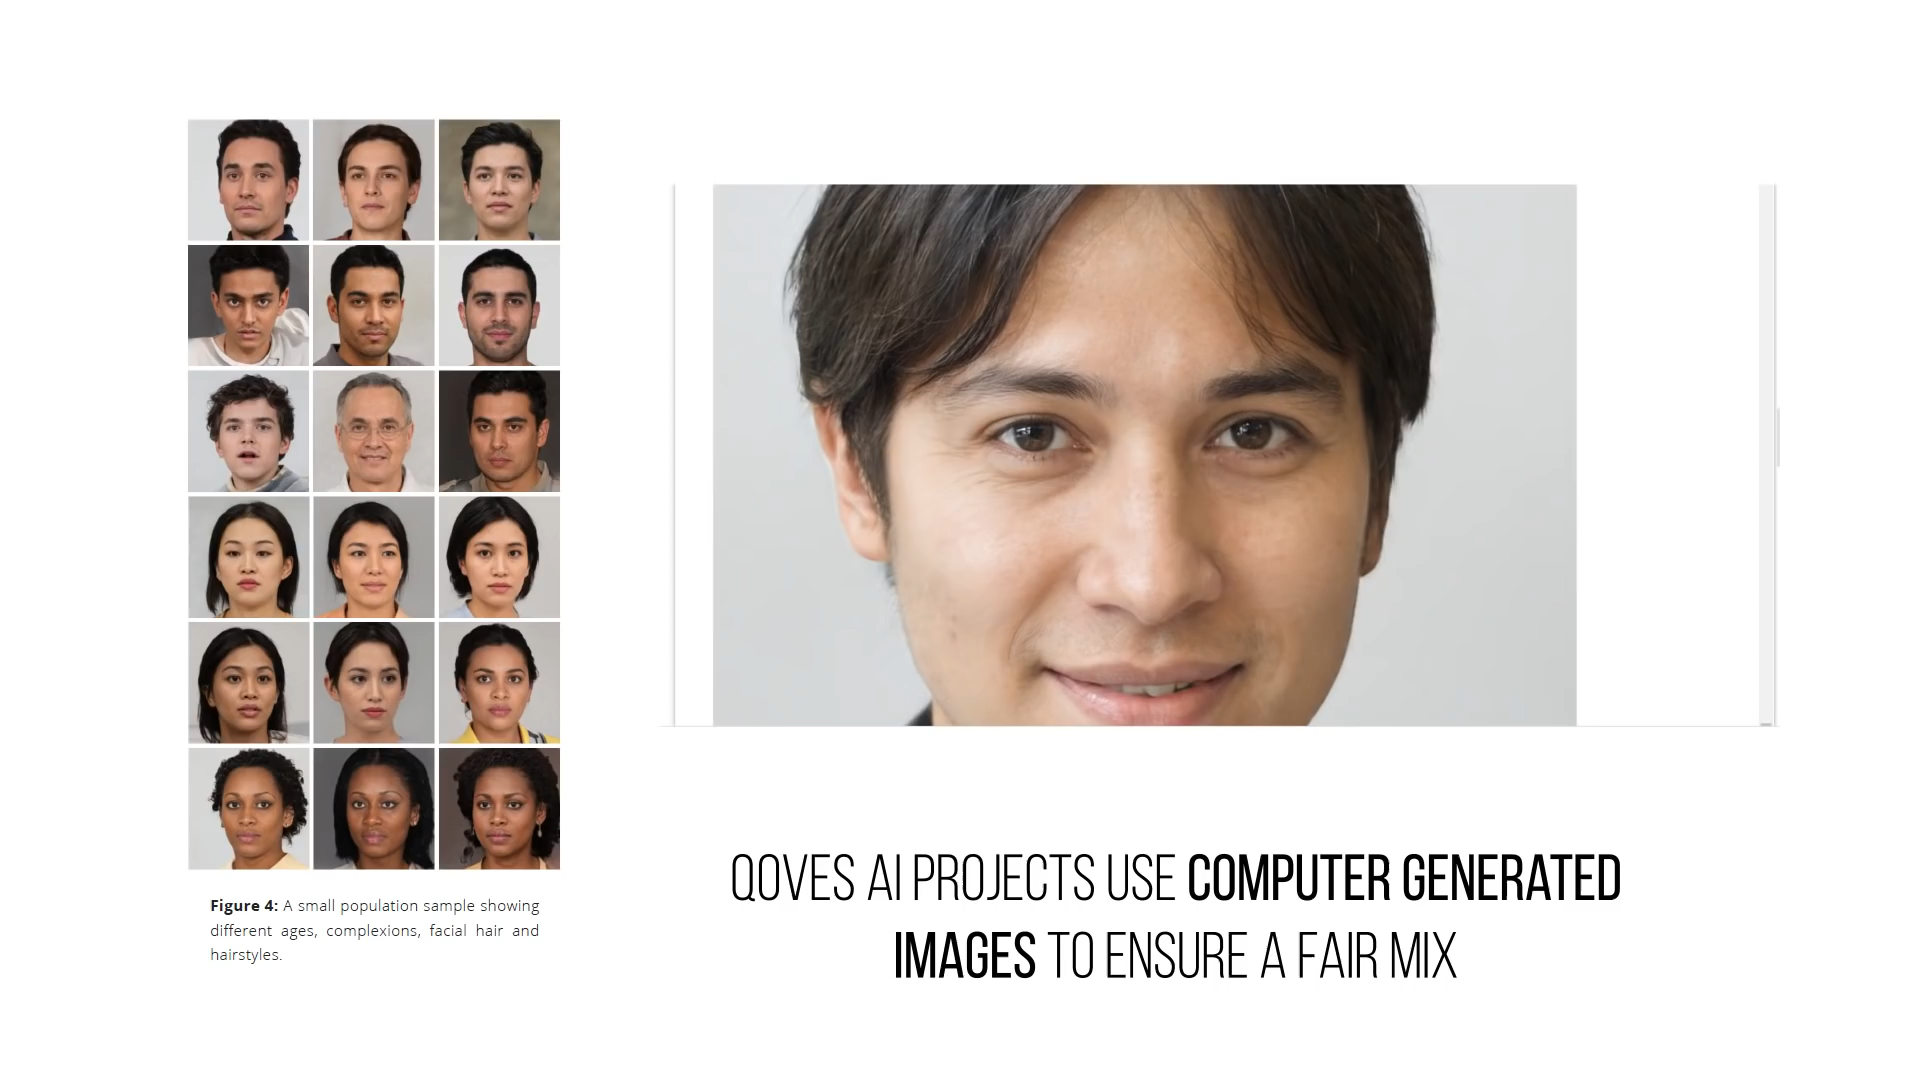 Figure 4: A small population sample showing
different ages, complexions, facial hair and
hairstyles.
QOVES AI PROJECTS USE COMPUTER GENERATED
IMAGES TO ENSURE A FAIR MIX